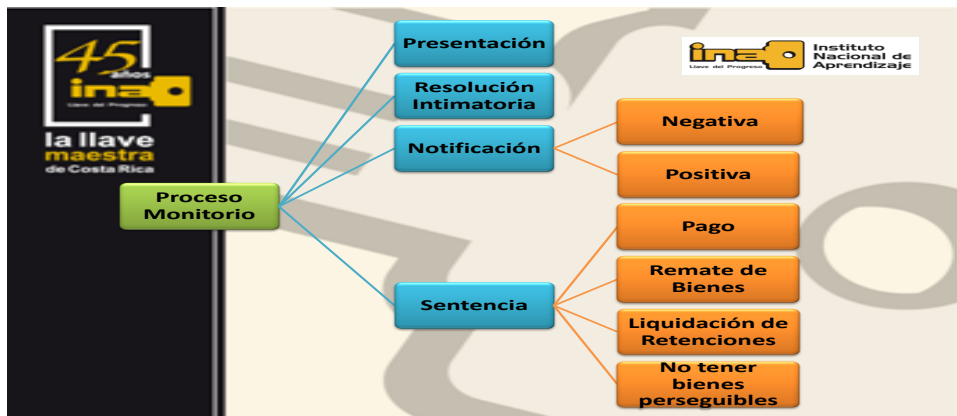 45
años
ina
Llave del Progreso
la llave
maestra
de Costa Rica
ina
Llave del Progreso
Instituto
Nacional de
Aprendizaje
Proceso
Monitorio
Presentación
Resolución
Intimatoria
Notificación
Negativa
Positiva
Sentencia
Pago
Remate de
Bienes
Liquidación de
Retenciones
No tener
bienes
perseguibles